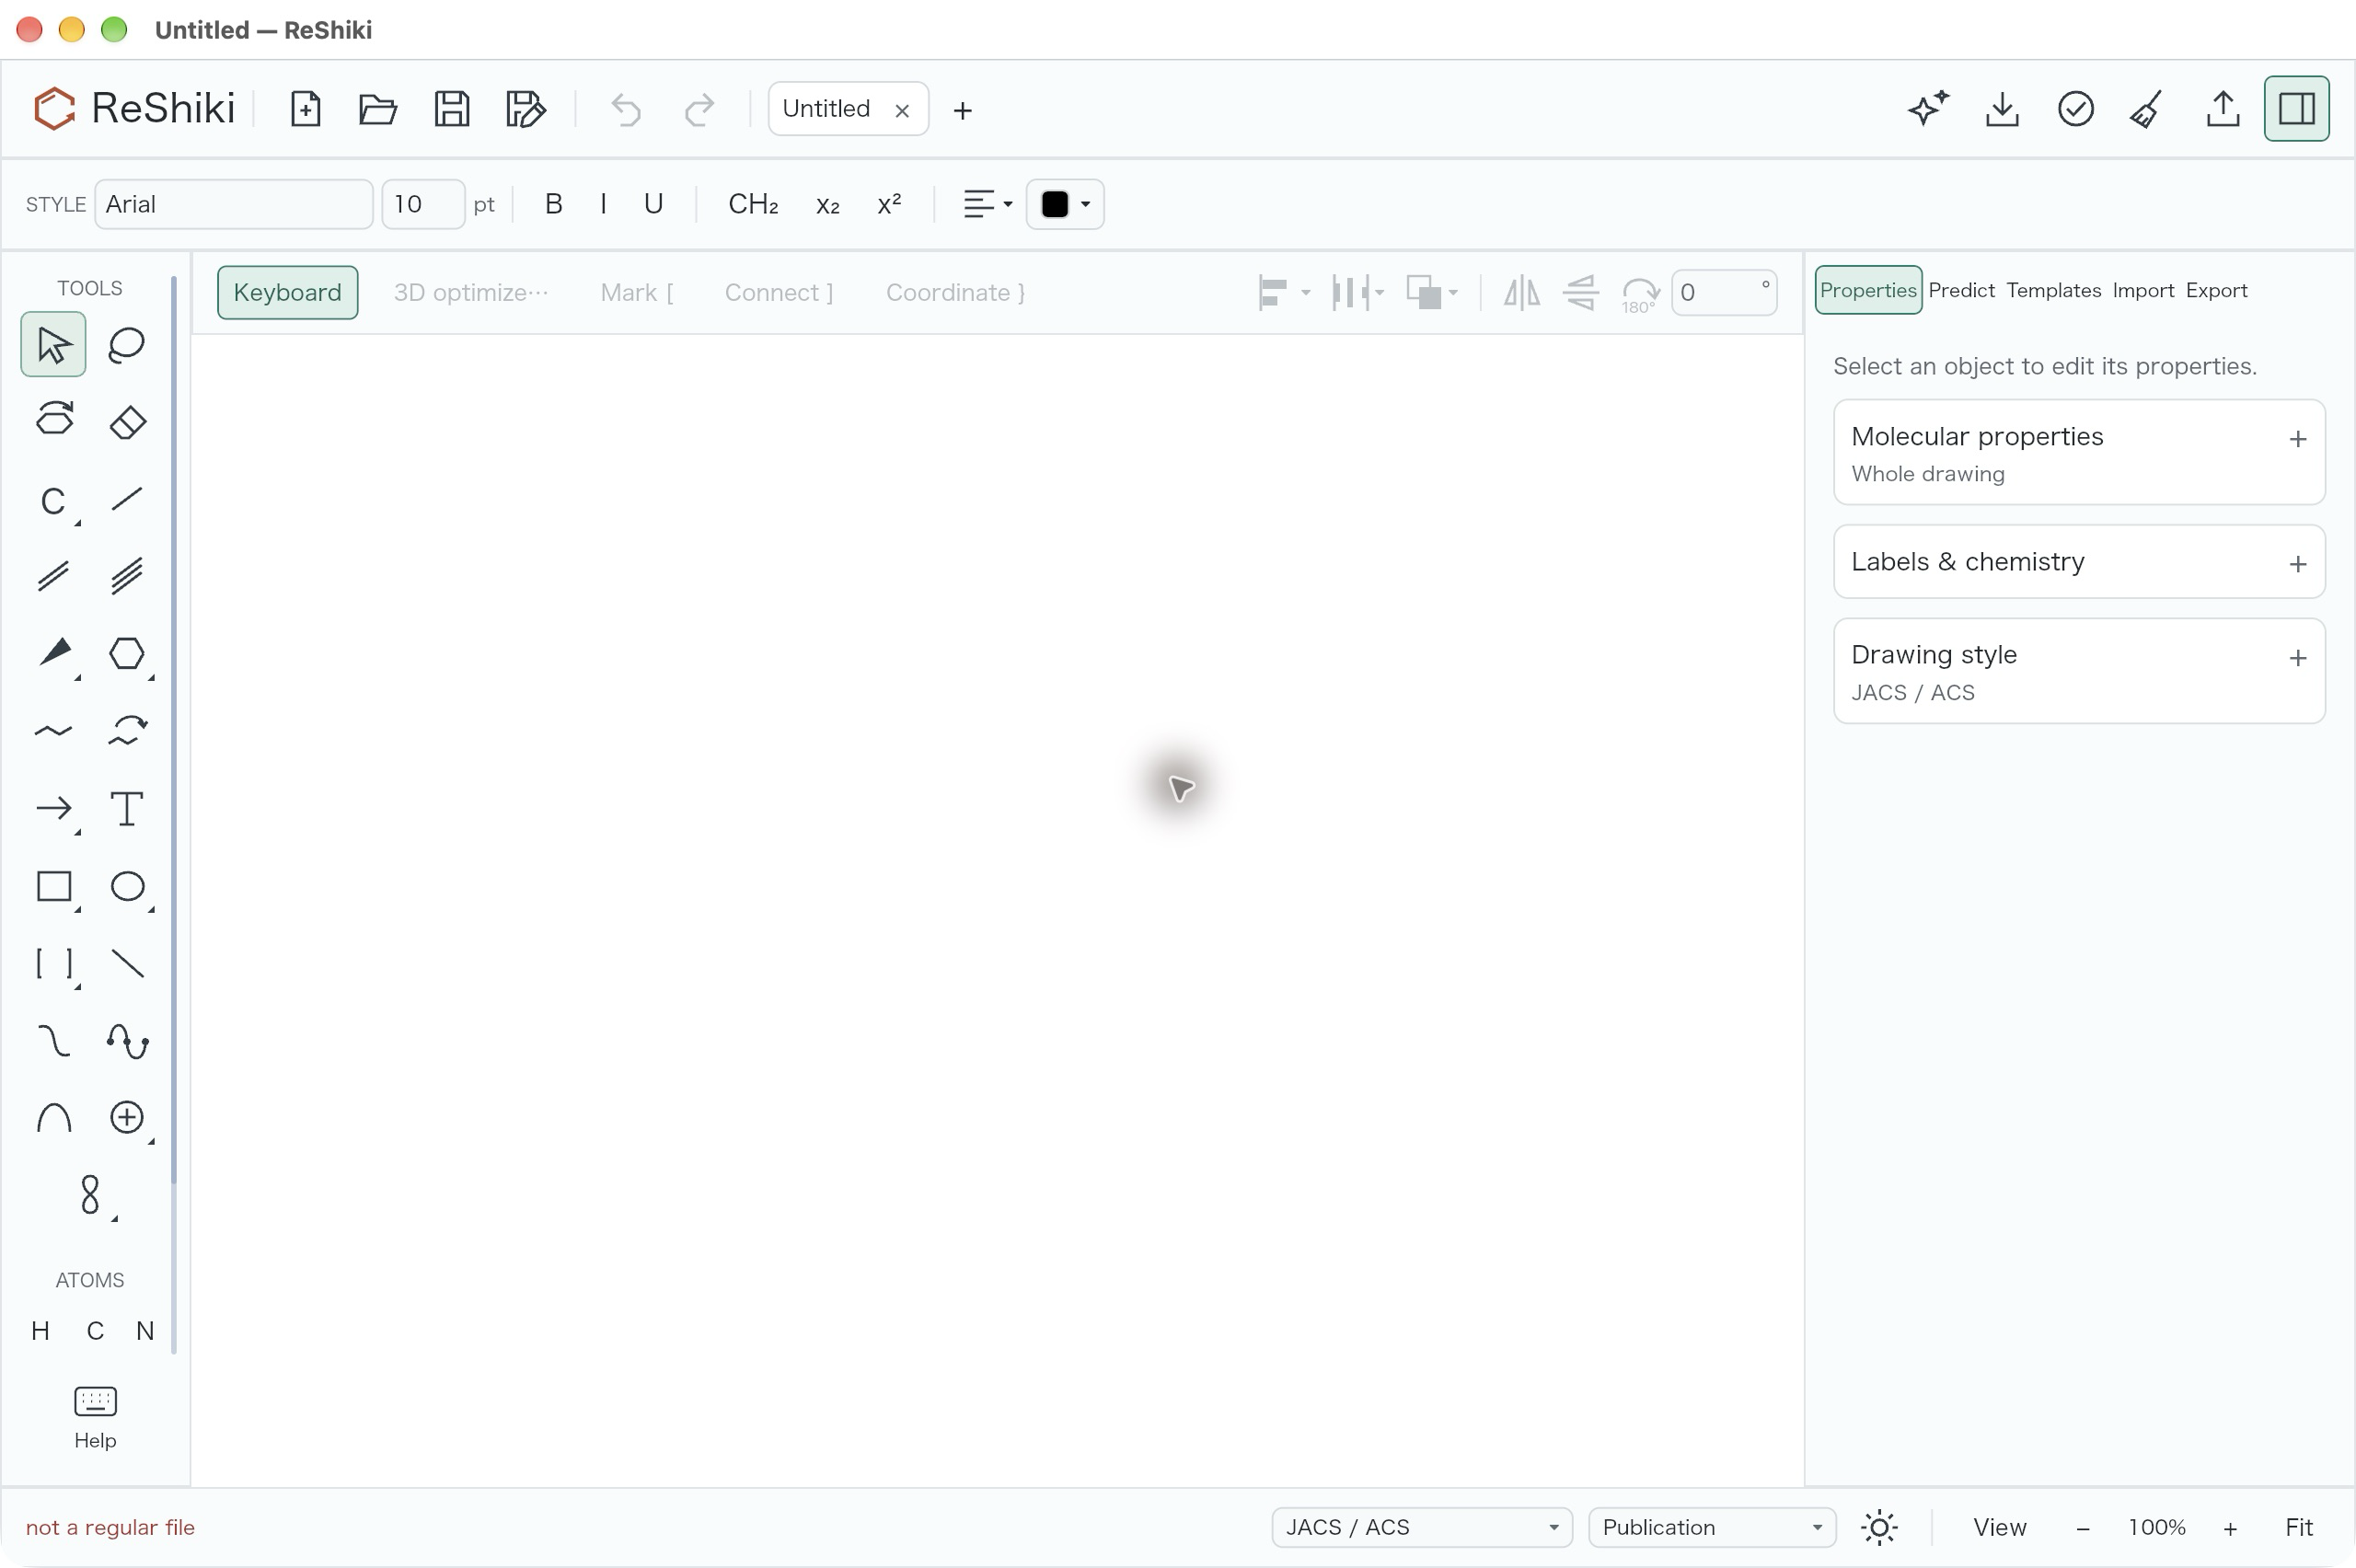 Untitled — ReShiki
ReShiki
Untitled × +
STYLE Arial 10 pt B I U CH₂ x₂ x²
TOOLS
Keyboard 3D optimize··· Mark [ Connect ] Coordinate } 180° 0 °
Properties Predict Templates Import Export
Select an object to edit its properties.
Molecular properties +
Whole drawing
Labels & chemistry +
Drawing style +
JACS / ACS
C
T
[ ]
ATOMS
H C N
Help
not a regular file
JACS / ACS Publication View − 100% + Fit